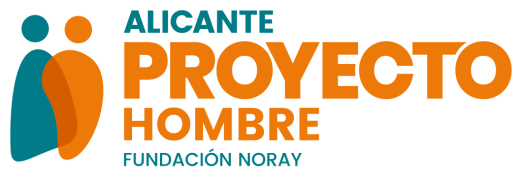 ALICANTE
PROYECTO
HOMBRE
FUNDACIÓN NORAY